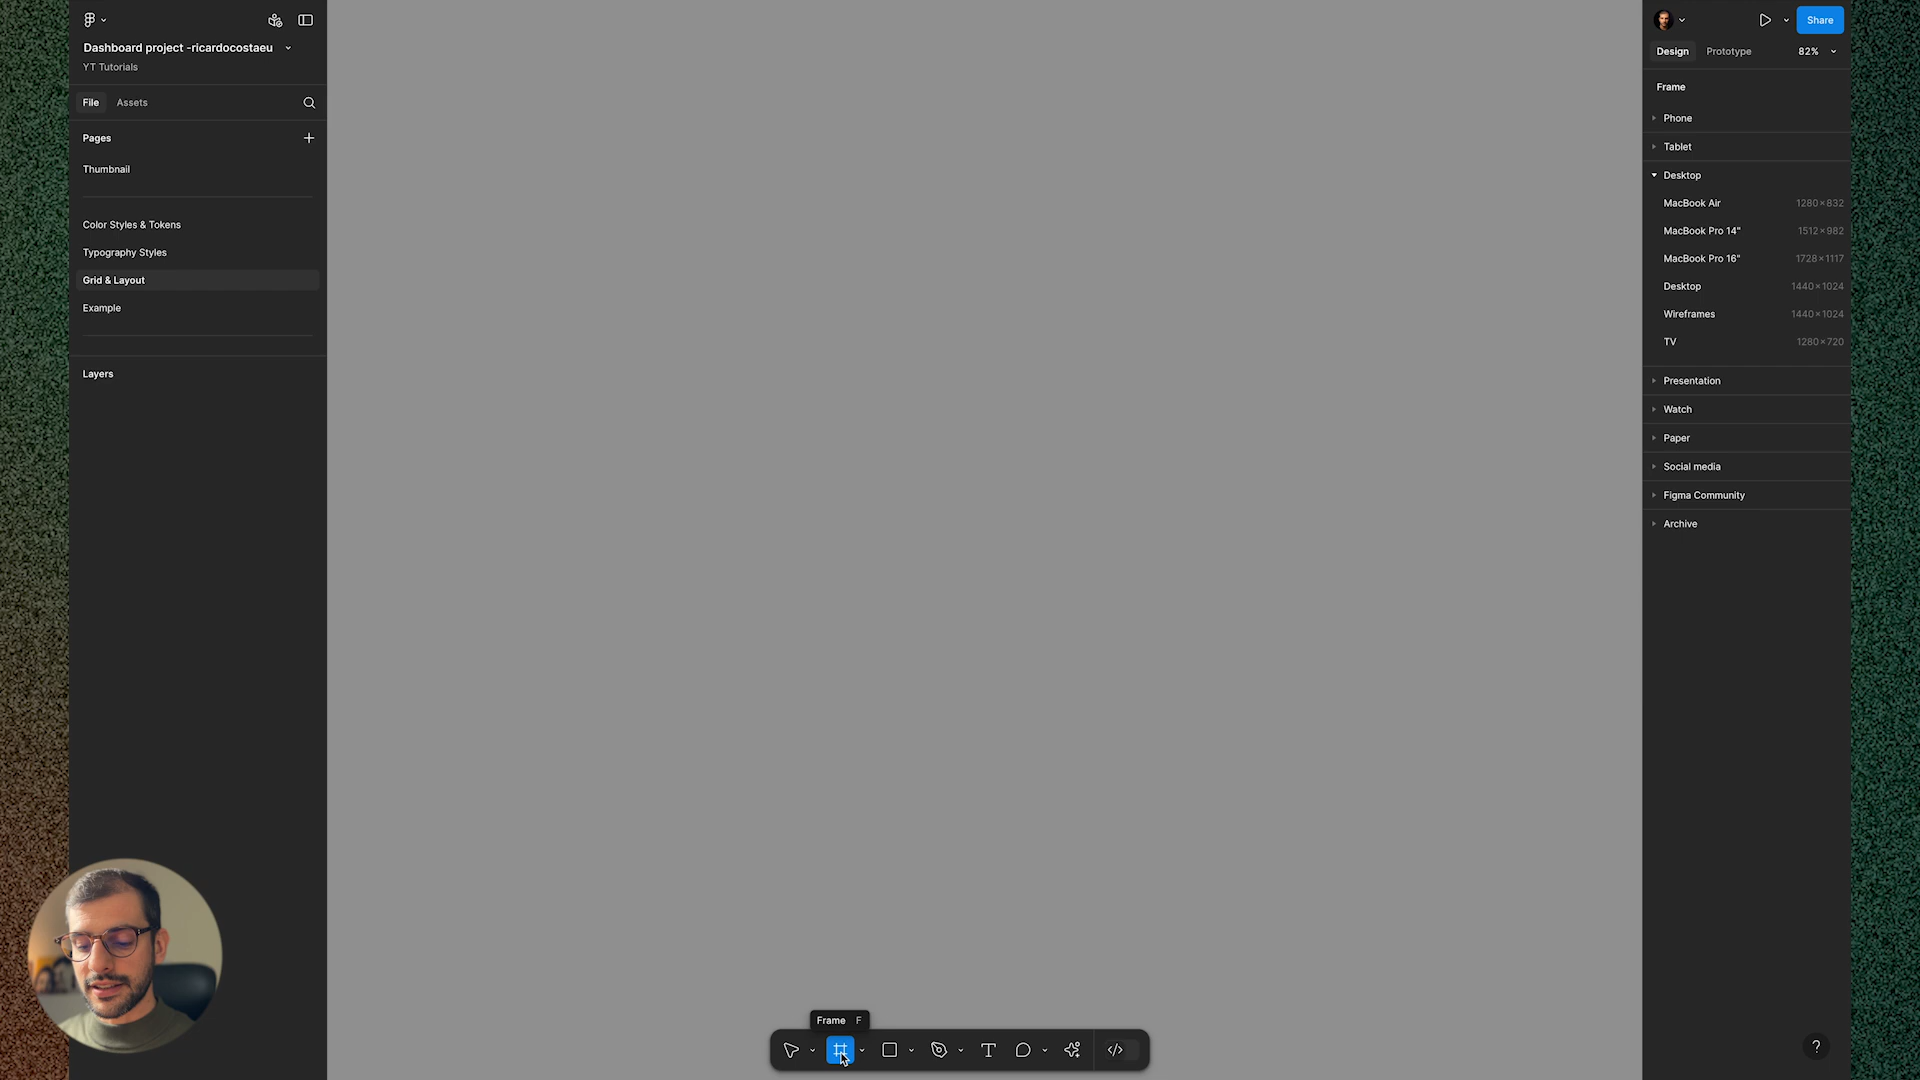 Dashboard project -ricardocostaeu
YT Tutorials
File Assets
Pages
Thumbnail
Color Styles & Tokens
Typography Styles
Grid & Layout
Example
Layers
Frame F
Share
Design Prototype 82%
Frame
Phone
Tablet
Desktop
MacBook Air 1280×832
MacBook Pro 14" 1512×982
MacBook Pro 16" 1728×1117
Desktop 1440×1024
Wireframes 1440×1024
TV 1280×720
Presentation
Watch
Paper
Social media
Figma Community
Archive
?